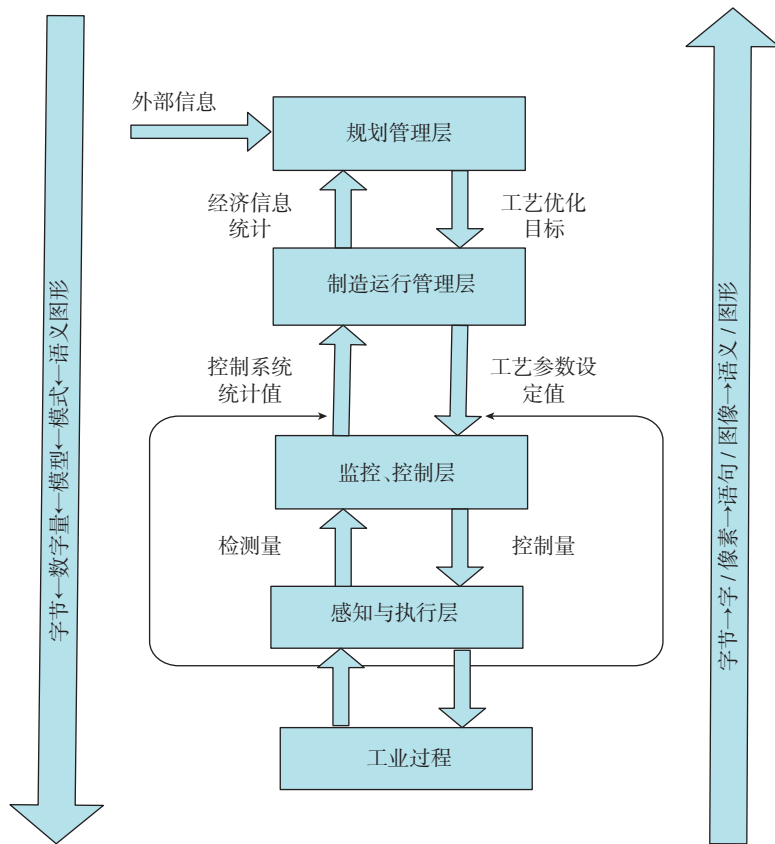 外部信息
规划管理层
经济信息
统计
工艺优化
目标
制造运行管理层
控制系统
统计值
工艺参数设
定值
监控、控制层
检测量
控制量
感知与执行层
工业过程
字节←数字量←模型←模式←语义图形
字节→字/像素→语句/图像→语义/图形